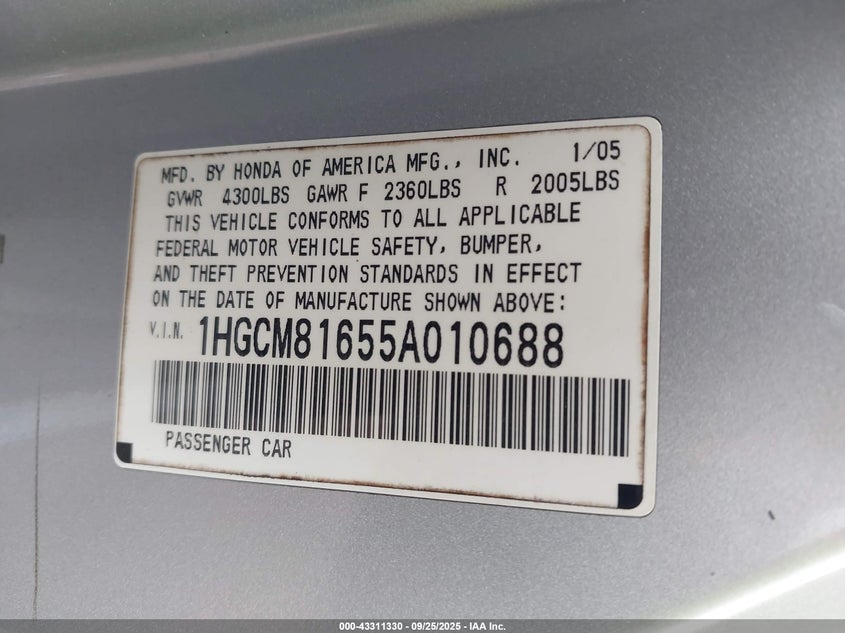 MFD. BY HONDA OF AMERICA MFG., INC. 1/05
GVWR 4300LBS GAWR F 2360LBS R 2005LBS
THIS VEHICLE CONFORMS TO ALL APPLICABLE
FEDERAL MOTOR VEHICLE SAFETY, BUMPER,
AND THEFT PREVENTION STANDARDS IN EFFECT
ON THE DATE OF MANUFACTURE SHOWN ABOVE:
V.I.N. 1HGCM81655A010688
PASSENGER CAR
000-43311330 - 09/25/2025 - IAA Inc.